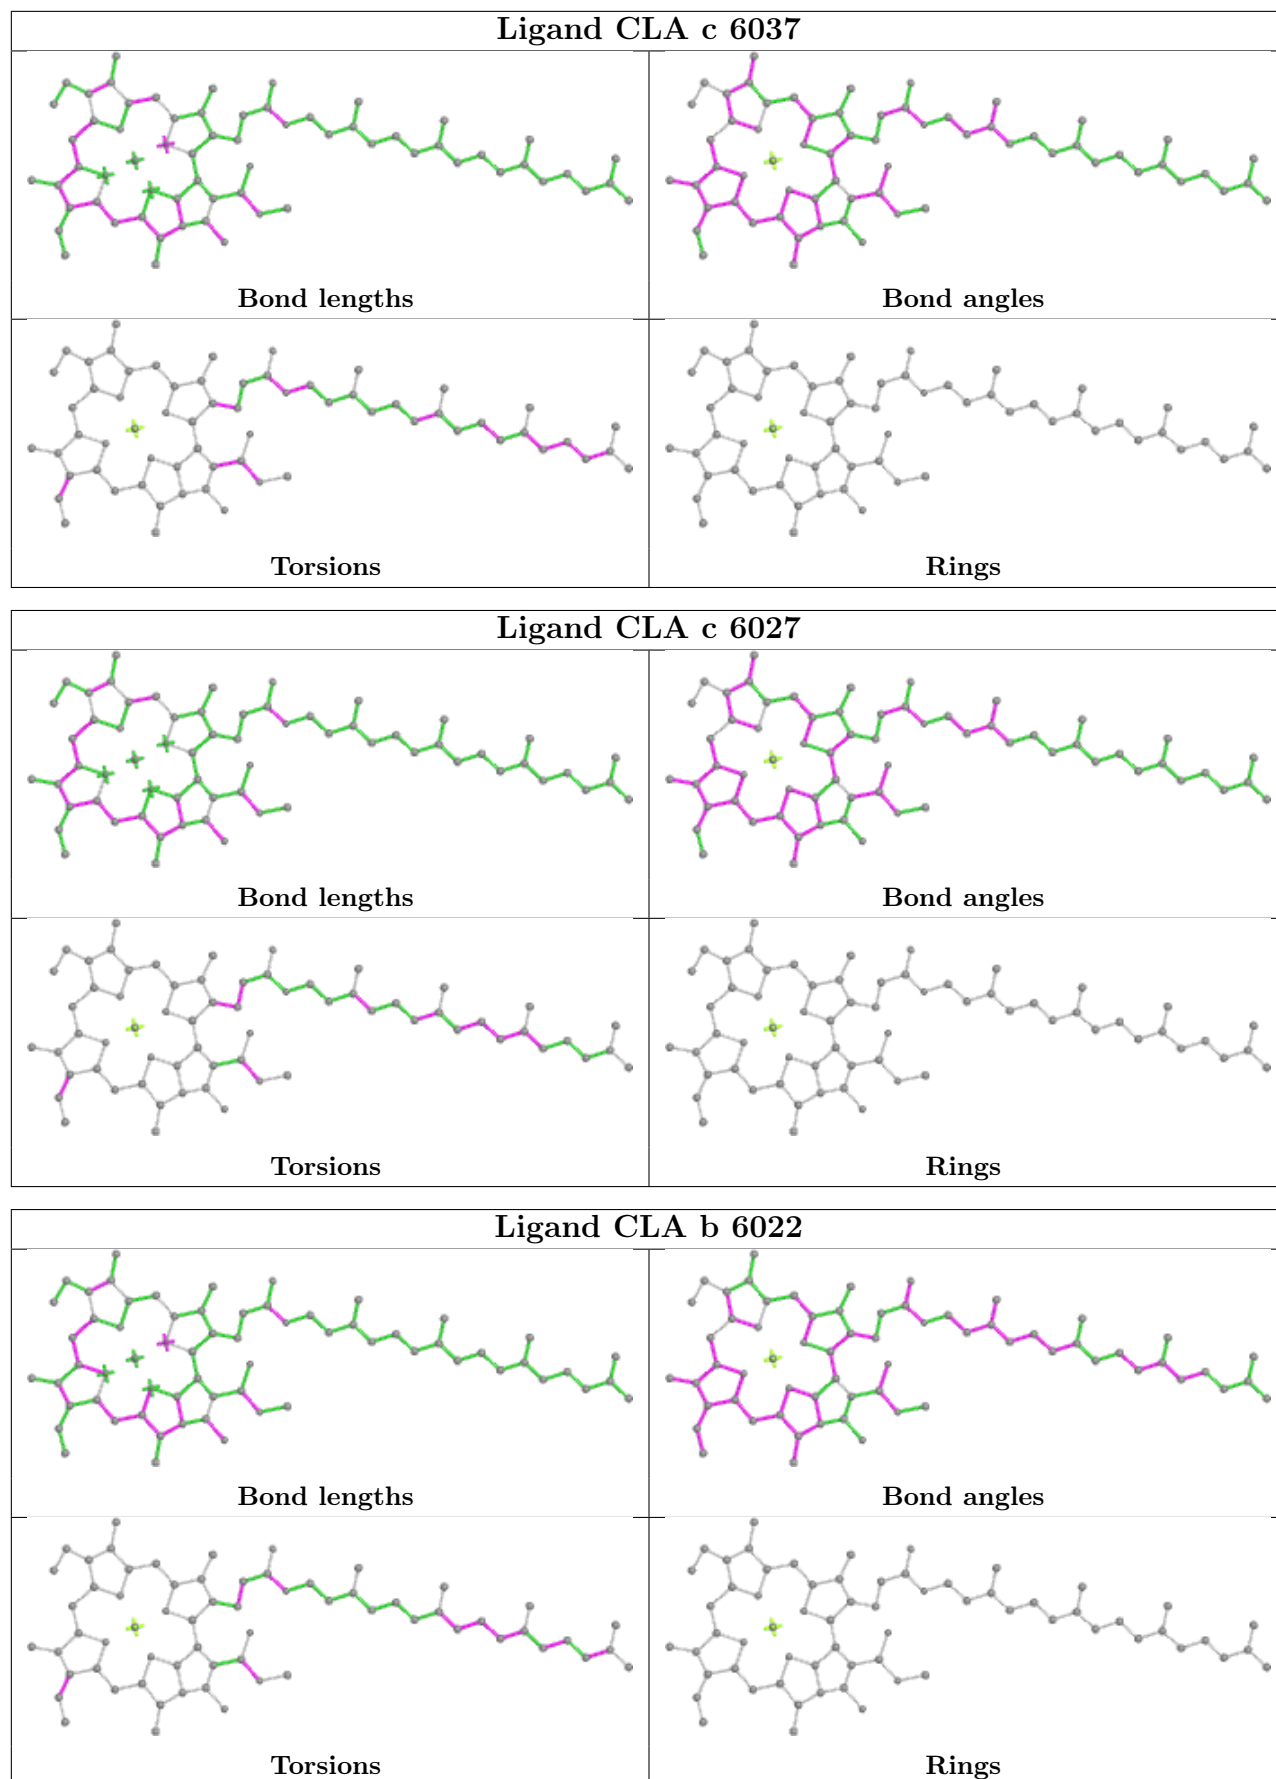 Ligand CLA c 6037
Bond lengths
Bond angles
Torsions
Rings
Ligand CLA c 6027
Bond lengths
Bond angles
Torsions
Rings
Ligand CLA b 6022
Bond lengths
Bond angles
Torsions
Rings